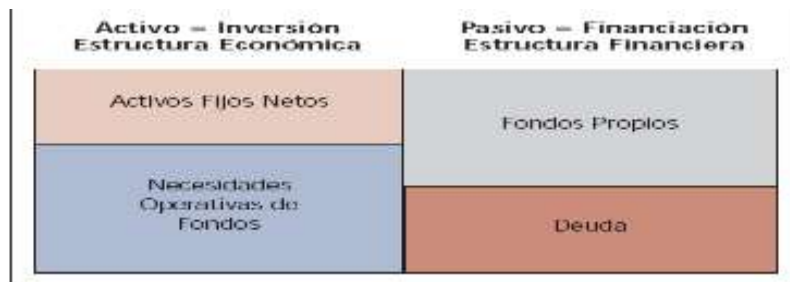 Activo = Inversión
Estructura Económica
Pasivo = Financiación
Estructura Financiera
Activos Fijos Netos
Fondos Propios
Necesidades
Operativas de
Fondos
Deuda